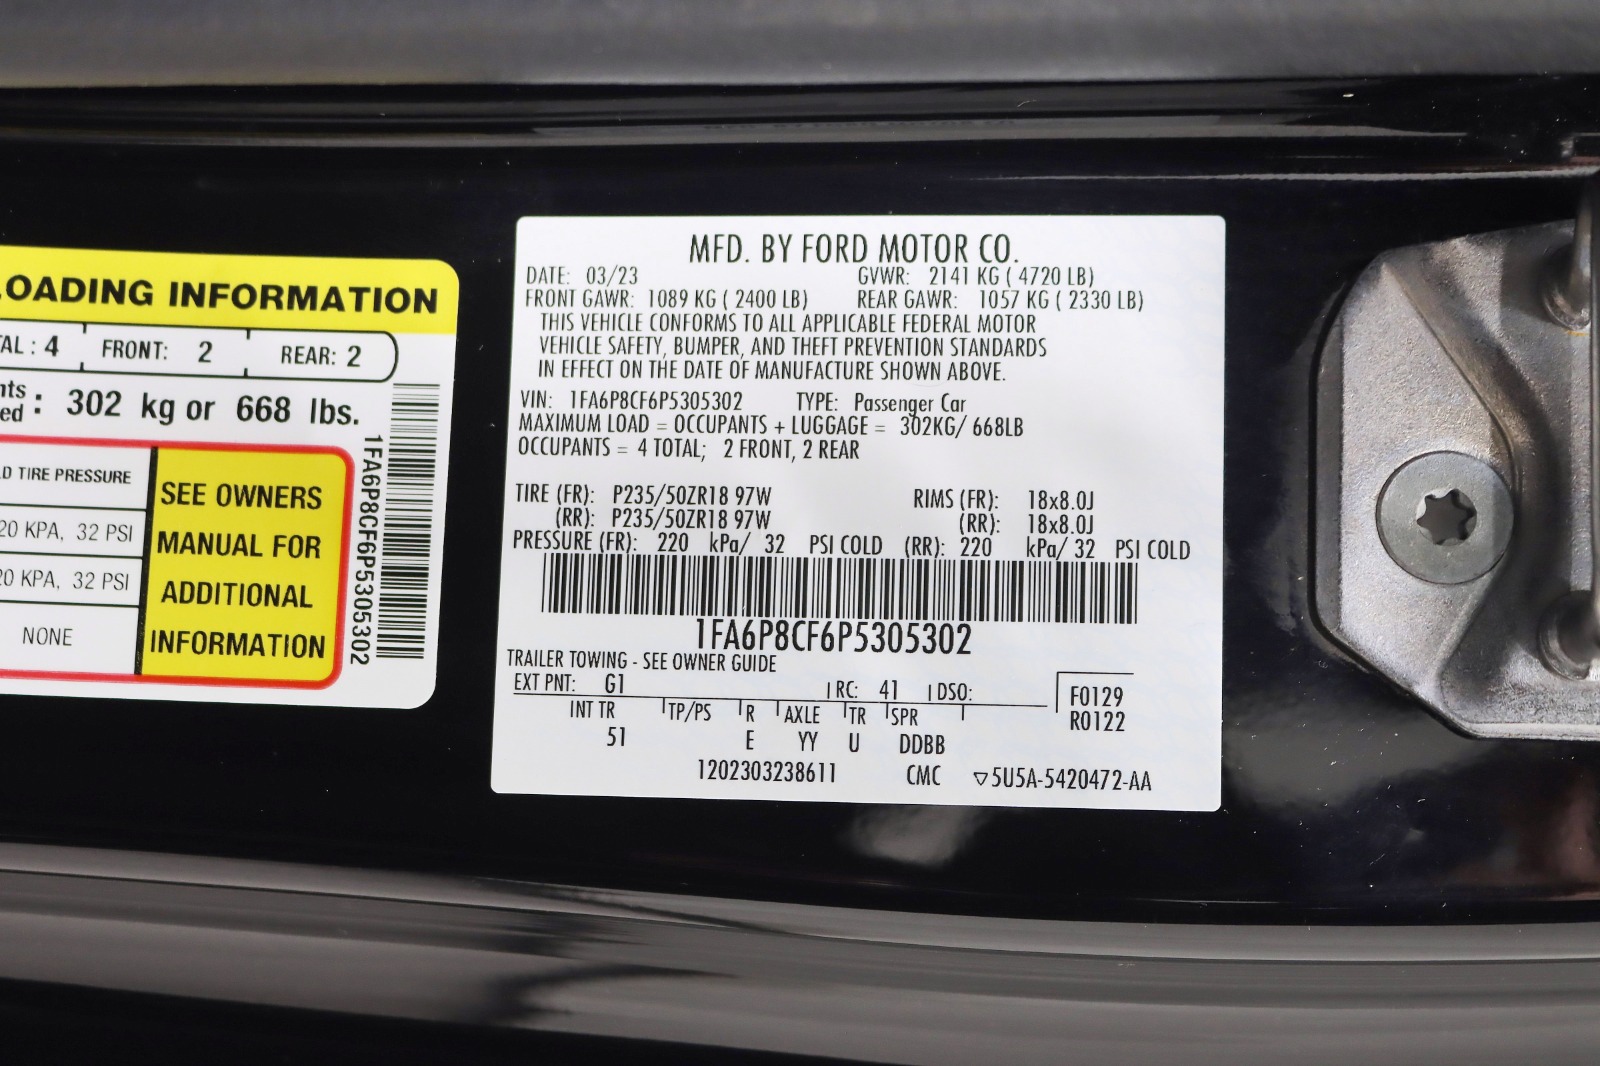 LOADING INFORMATION
TAL : 4 FRONT: 2 REAR: 2
nts
ed : 302 kg or 668 lbs.
D TIRE PRESSURE
20 KPA, 32 PSI
20 KPA, 32 PSI
NONE
SEE OWNERS
MANUAL FOR
ADDITIONAL
INFORMATION
1FA6P8CF6P5305302
MFD. BY FORD MOTOR CO.
DATE: 03/23 GVWR: 2141 KG ( 4720 LB)
FRONT GAWR: 1089 KG ( 2400 LB) REAR GAWR: 1057 KG ( 2330 LB)
THIS VEHICLE CONFORMS TO ALL APPLICABLE FEDERAL MOTOR
VEHICLE SAFETY, BUMPER, AND THEFT PREVENTION STANDARDS
IN EFFECT ON THE DATE OF MANUFACTURE SHOWN ABOVE.
VIN: 1FA6P8CF6P5305302 TYPE: Passenger Car
MAXIMUM LOAD = OCCUPANTS + LUGGAGE = 302KG/ 668LB
OCCUPANTS = 4 TOTAL; 2 FRONT, 2 REAR
TIRE (FR): P235/50ZR18 97W RIMS (FR): 18x8.0J
(RR): P235/50ZR18 97W (RR): 18x8.0J
PRESSURE (FR): 220 kPa/ 32 PSI COLD (RR): 220 kPa/ 32 PSI COLD
1FA6P8CF6P5305302
TRAILER TOWING - SEE OWNER GUIDE
EXT PNT: G1 RC: 41 DSO: F0129
INT TR TP/PS R AXLE TR SPR R0122
51 E YY U DDBB
1202303238611 CMC ▽5U5A-5420472-AA